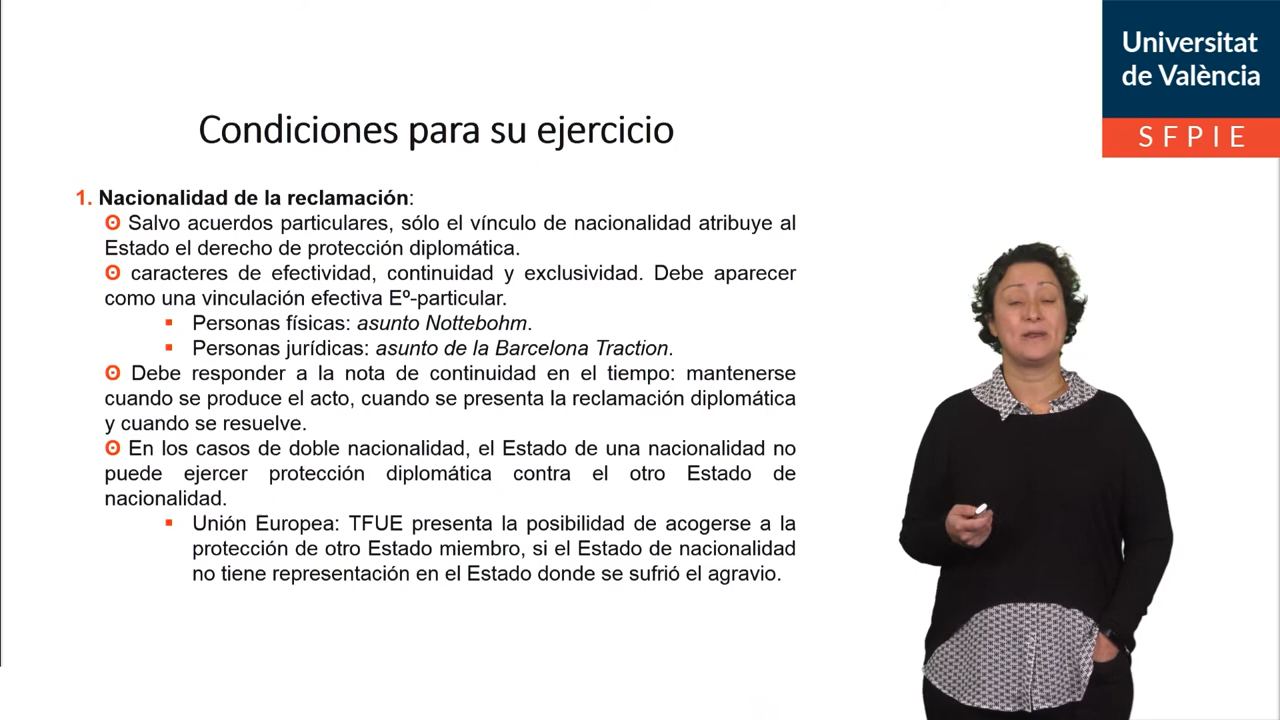 Universitat
de València
SFPIE
Condiciones para su ejercicio
1. Nacionalidad de la reclamación:
ʘ Salvo acuerdos particulares, sólo el vínculo de nacionalidad atribuye al
Estado el derecho de protección diplomática.
ʘ caracteres de efectividad, continuidad y exclusividad. Debe aparecer
como una vinculación efectiva Eº-particular.
▪ Personas físicas: asunto Nottebohm.
▪ Personas jurídicas: asunto de la Barcelona Traction.
ʘ Debe responder a la nota de continuidad en el tiempo: mantenerse
cuando se produce el acto, cuando se presenta la reclamación diplomática
y cuando se resuelve.
ʘ En los casos de doble nacionalidad, el Estado de una nacionalidad no
puede ejercer protección diplomática contra el otro Estado de
nacionalidad.
▪ Unión Europea: TFUE presenta la posibilidad de acogerse a la
protección de otro Estado miembro, si el Estado de nacionalidad
no tiene representación en el Estado donde se sufrió el agravio.